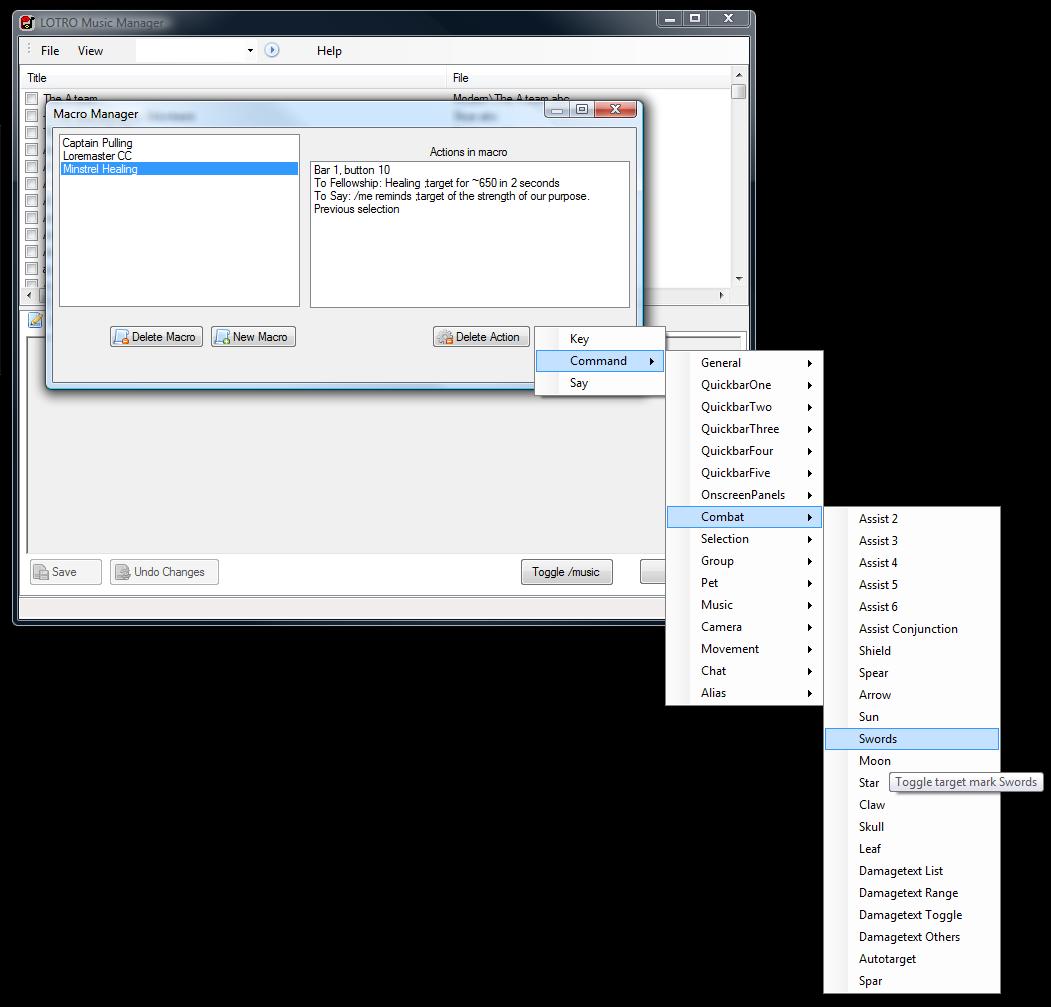 LOTRO Music Manager
File View Help
Title File
The A team Modern\ The A team.abc
Macro Manager
Captain Pulling
Loremaster CC
Minstrel Healing
Actions in macro
Bar 1, button 10
To Fellowship: Healing ;target for ~650 in 2 seconds
To Say: /me reminds ;target of the strength of our purpose.
Previous selection
Delete Macro New Macro Delete Action
Key
Command
Say
General
QuickbarOne
QuickbarTwo
QuickbarThree
QuickbarFour
QuickbarFive
OnscreenPanels
Combat
Selection
Group
Pet
Music
Camera
Movement
Chat
Alias
Assist 2
Assist 3
Assist 4
Assist 5
Assist 6
Assist Conjunction
Shield
Spear
Arrow
Sun
Swords
Moon
Star
Toggle target mark Swords
Claw
Skull
Leaf
Damagetext List
Damagetext Range
Damagetext Toggle
Damagetext Others
Autotarget
Spar
Save Undo Changes Toggle /music